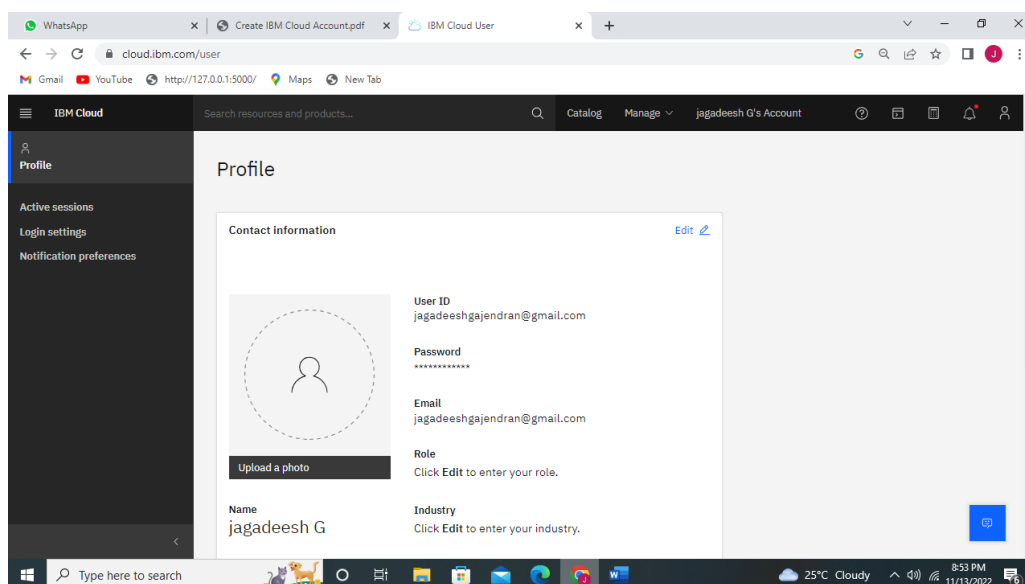 WhatsApp
Create IBM Cloud Account.pdf
IBM Cloud User
cloud.ibm.com/user
G
J
Gmail
YouTube
http://127.0.0.1:5000/
Maps
New Tab
IBM Cloud
Search resources and products...
Catalog
Manage
jagadeesh G's Account
Profile
Active sessions
Login settings
Notification preferences
Profile
Contact information
Edit
User ID
jagadeeshgajendran@gmail.com
Password
************
Email
jagadeeshgajendran@gmail.com
Role
Click Edit to enter your role.
Upload a photo
Name
jagadeesh G
Industry
Click Edit to enter your industry.
Type here to search
25°C Cloudy
8:53 PM
11/13/2022